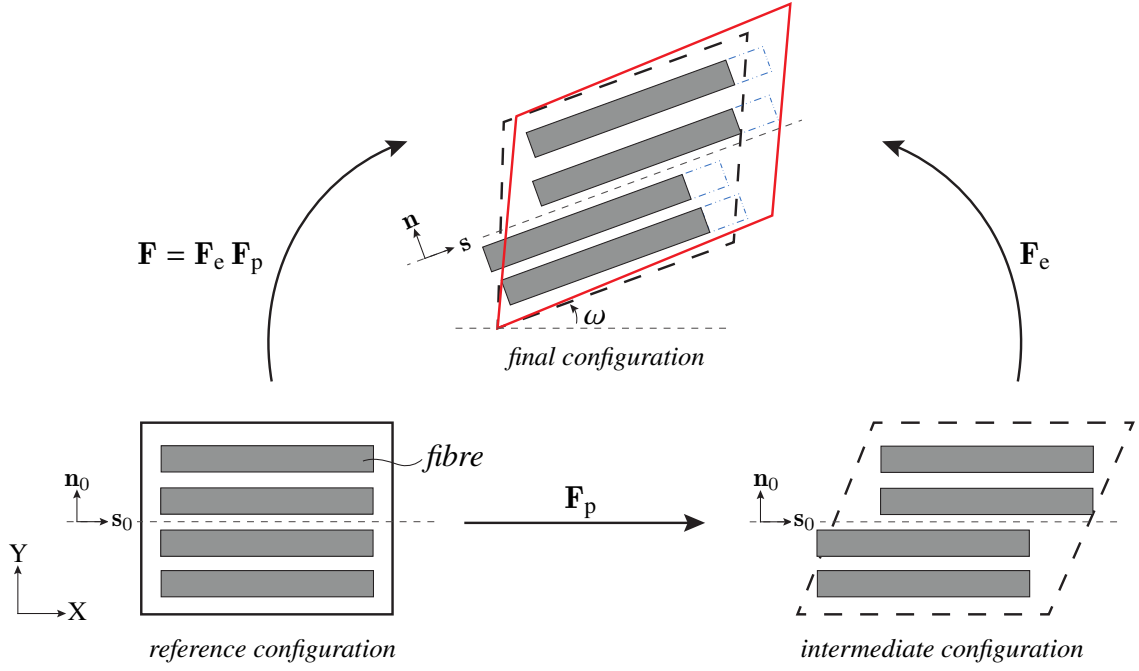 n
s
F = Fe Fp
Fe
ω
final configuration
fibre
n0
s0
Y
X
reference configuration
Fp
n0
s0
intermediate configuration